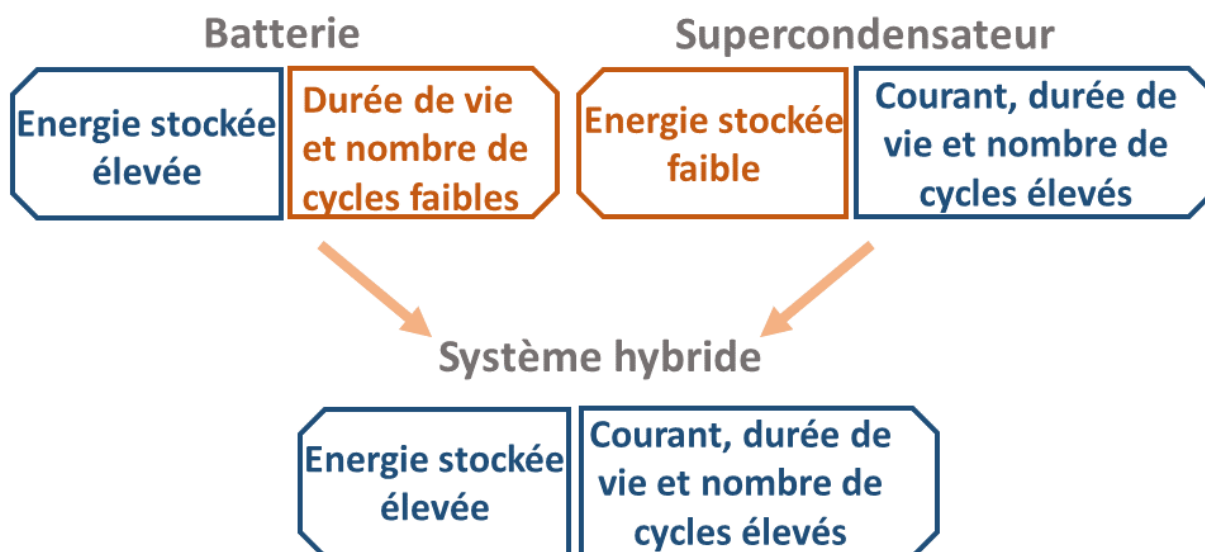 Batterie
Supercondensateur
Energie stockée
élevée
Durée de vie
et nombre de
cycles faibles
Energie stockée
faible
Courant, durée de
vie et nombre de
cycles élevés
Système hybride
Energie stockée
élevée
Courant, durée de
vie et nombre de
cycles élevés